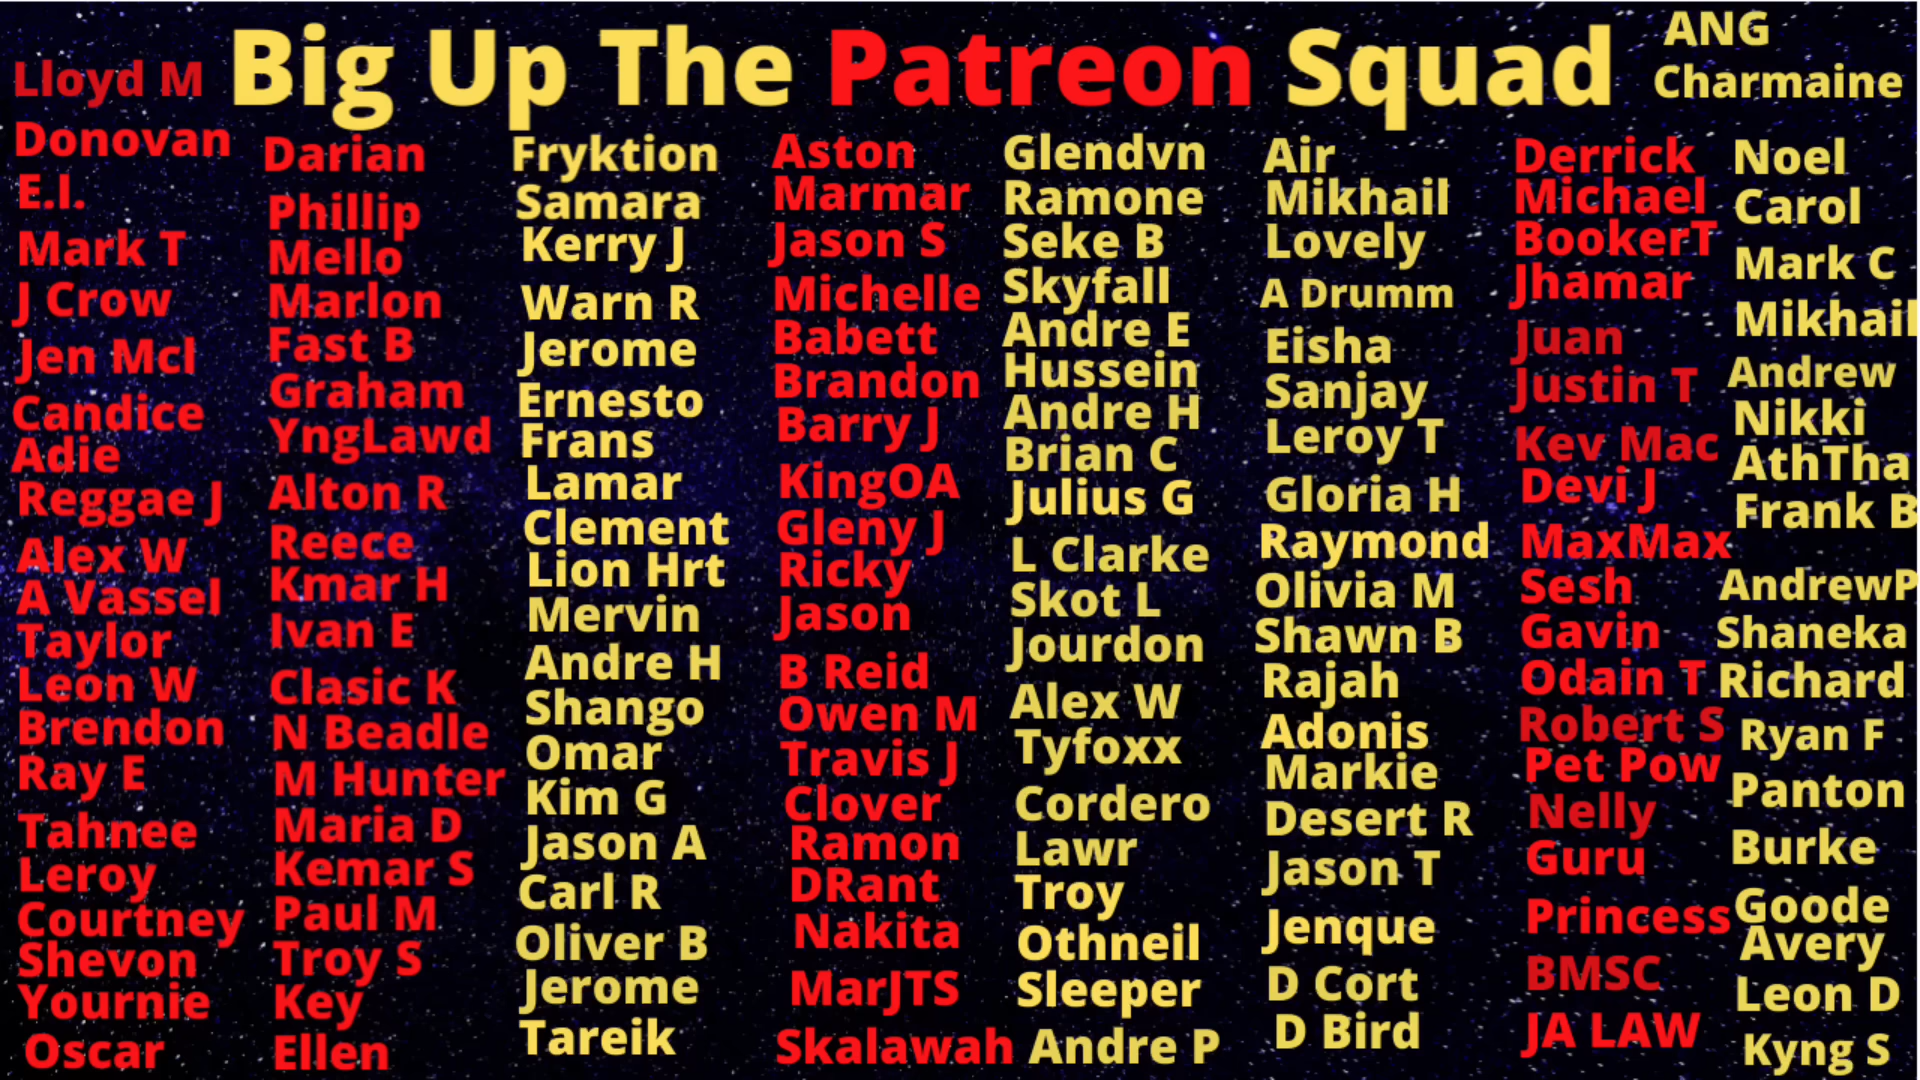 Big Up The Patreon Squad
ANG
Charmaine
Lloyd M
Donovan
E.I.
Mark T
J Crow
Jen Mcl
Candice
Adie
Reggae J
Alex W
A Vassel
Taylor
Leon W
Brendon
Ray E
Tahnee
Leroy
Courtney
Shevon
Yournie
Oscar
Darian
Phillip
Mello
Marlon
Fast B
Graham
YngLawd
Alton R
Reece
Kmar H
Ivan E
Clasic K
N Beadle
M Hunter
Maria D
Kemar S
Paul M
Troy S
Key
Ellen
Fryktion
Samara
Kerry J
Warn R
Jerome
Ernesto
Frans
Lamar
Clement
Lion Hrt
Mervin
Andre H
Shango
Omar
Kim G
Jason A
Carl R
Oliver B
Jerome
Tareik
Aston
Marmar
Jason S
Michelle
Babett
Brandon
Barry J
KingOA
Gleny J
Ricky
Jason
B Reid
Owen M
Travis J
Clover
Ramon
DRant
Nakita
MarJTS
Skalawah
Glendvn
Ramone
Seke B
Skyfall
Andre E
Hussein
Andre H
Brian C
Julius G
L Clarke
Skot L
Jourdon
Alex W
Tyfoxx
Cordero
Lawr
Troy
Othneil
Sleeper
Andre P
Air
Mikhail
Lovely
A Drumm
Eisha
Sanjay
Leroy T
Gloria H
Raymond
Olivia M
Shawn B
Rajah
Adonis
Markie
Desert R
Jason T
Jenque
D Cort
D Bird
Derrick
Michael
BookerT
Jhamar
Juan
Justin T
Kev Mac
Devi J
MaxMax
Sesh
Gavin
Odain T
Robert S
Pet Pow
Nelly
Guru
Princess
BMSC
JA LAW
Noel
Carol
Mark C
Mikhail
Andrew
Nikki
AthTha
Frank B
AndrewP
Shaneka
Richard
Ryan F
Panton
Burke
Goode
Avery
Leon D
Kyng S